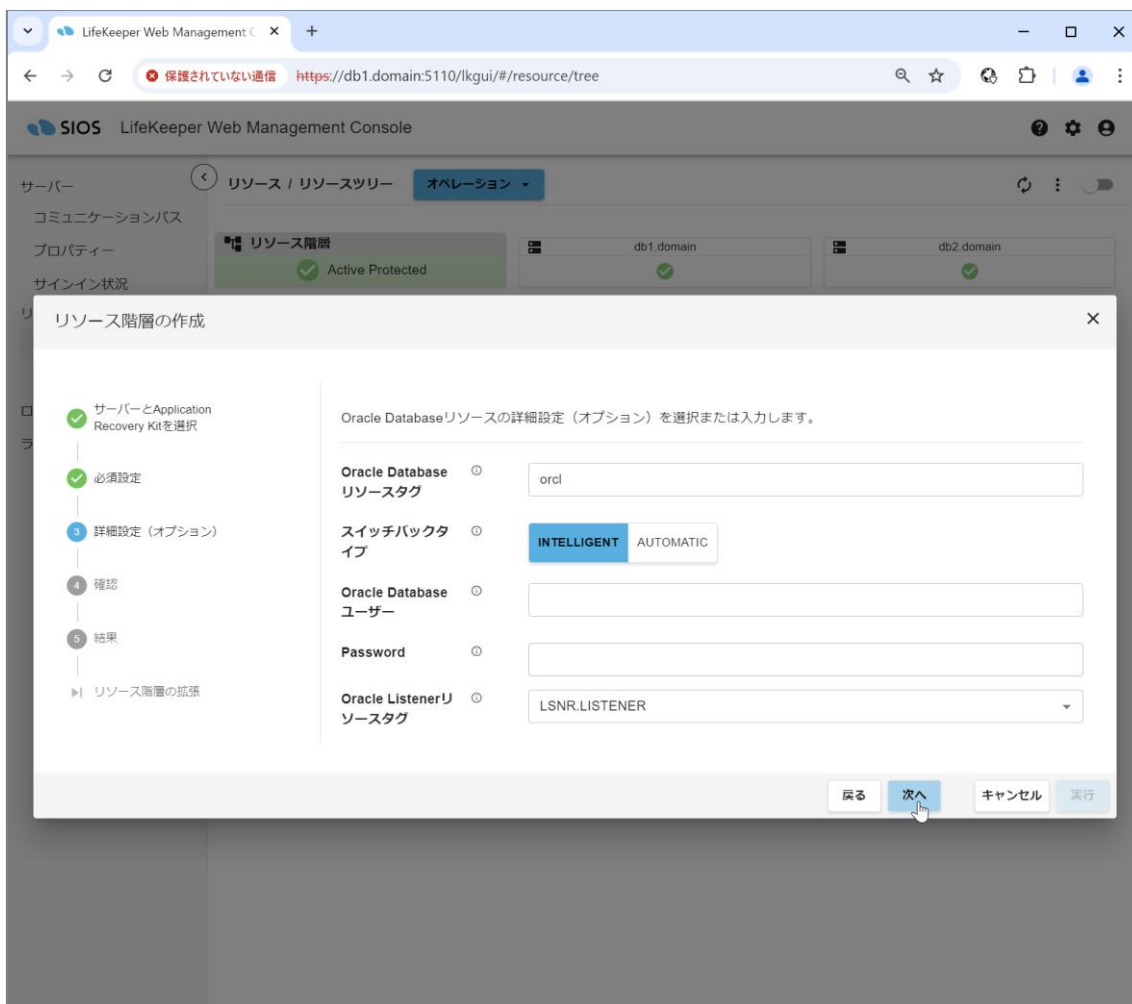 LifeKeeper Web Management C
保護されていない通信 https://db1.domain:5110/lkgui/#/resource/tree
SIOS LifeKeeper Web Management Console
サーバー
コミュニケーションパス
プロパティー
サインイン状況
リ
ロ
ラ
リソース / リソースツリー オペレーション
リソース階層
Active Protected
db1.domain
db2.domain
リソース階層の作成
サーバーとApplication
Recovery Kitを選択
必須設定
3 詳細設定（オプション）
4 確認
5 結果
リソース階層の拡張
Oracle Databaseリソースの詳細設定（オプション）を選択または入力します。
Oracle Database
リソースタグ
orcl
スイッチバックタ
イプ
INTELLIGENT AUTOMATIC
Oracle Database
ユーザー
Password
Oracle Listenerリ
ソースタグ
LSNR.LISTENER
戻る 次へ キャンセル 実行